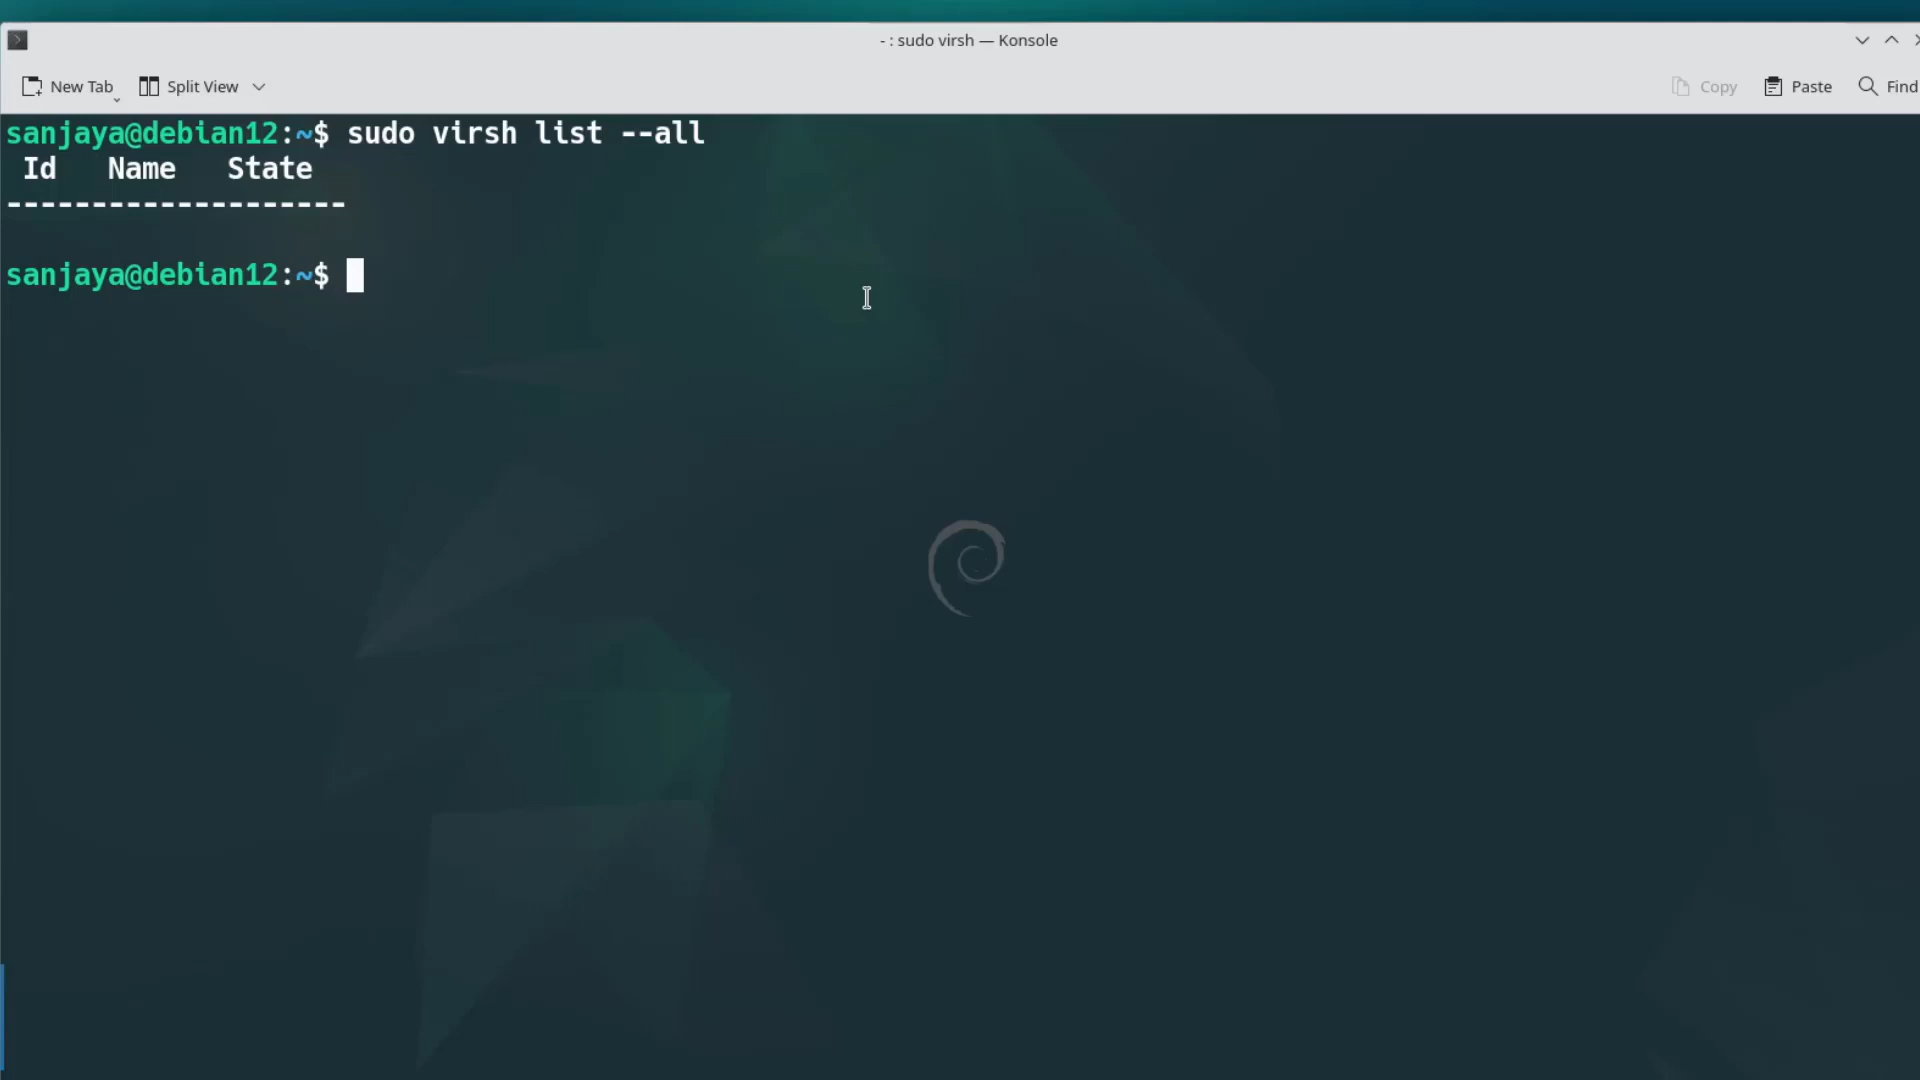 - : sudo virsh — Konsole
New Tab Split View Copy Paste Find
sanjaya@debian12:~$ sudo virsh list --all
 Id   Name   State
--------------------
sanjaya@debian12:~$